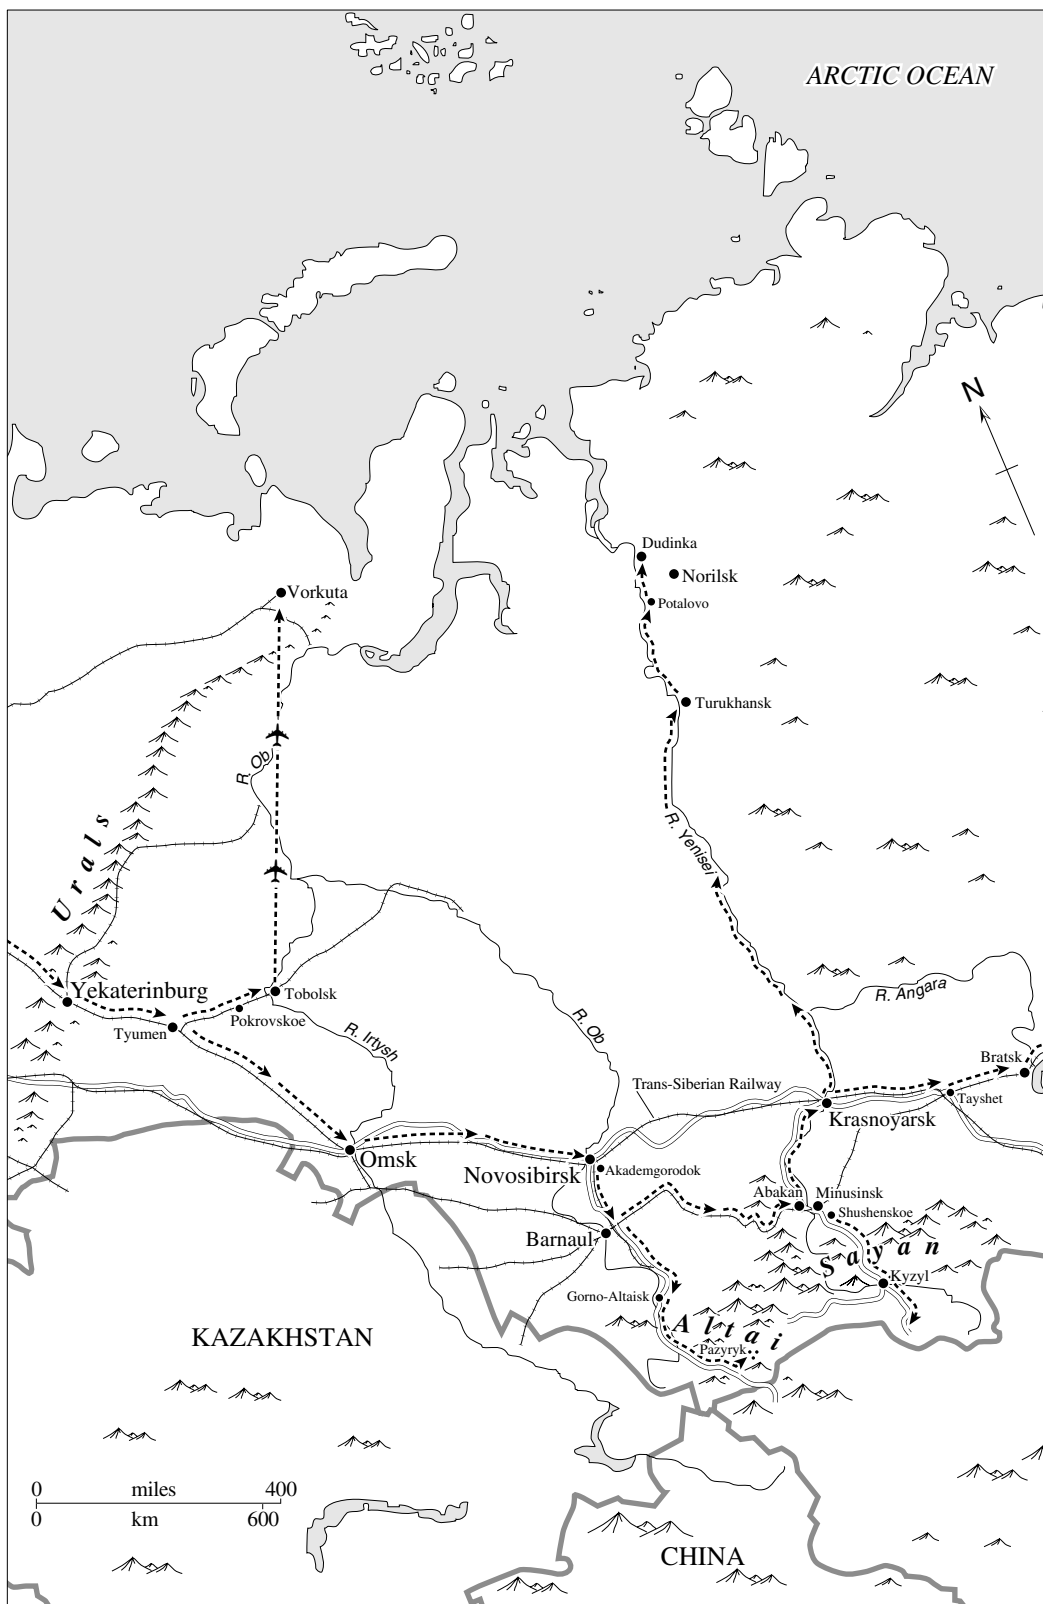 ARCTIC OCEAN
N
Dudinka
Norilsk
Vorkuta
Potalovo
Turukhansk
R. Ob
R. Yenisei
Urals
Yekaterinburg
Tobolsk
R. Angara
Pokrovskoe
Tyumen
R. Irtysh
R. Ob
Bratsk
Trans-Siberian Railway
Tayshet
Krasnoyarsk
Omsk
Novosibirsk
Akademgorodok
Abakan
Minusinsk
Shushenskoe
Barnaul
Sayan
Kyzyl
Gorno-Altaisk
Altai
KAZAKHSTAN
Pazyryk
0 miles 400
0 km 600
CHINA